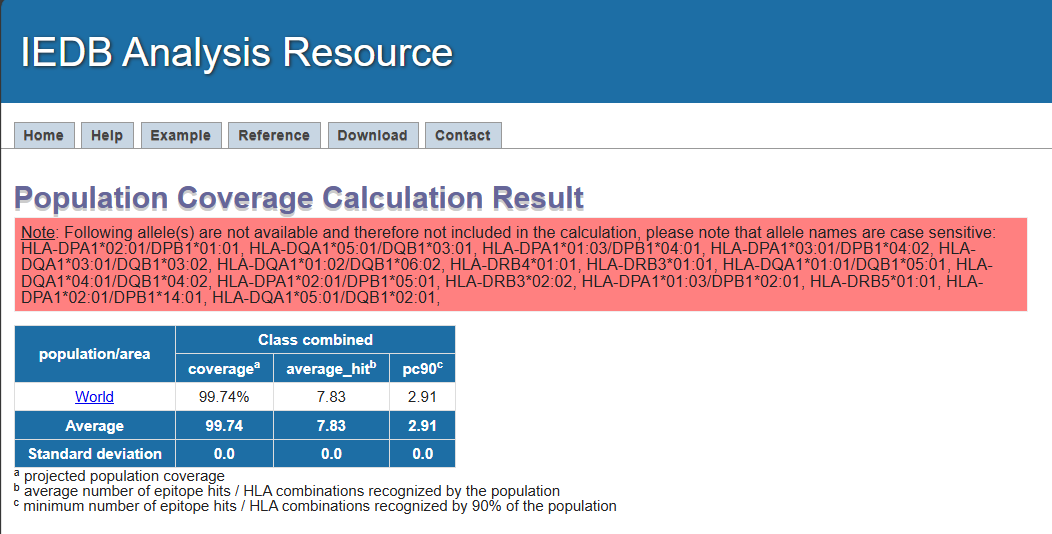 IEDB Analysis Resource
Home Help Example Reference Download Contact
Population Coverage Calculation Result
Note: Following allele(s) are not available and therefore not included in the calculation, please note that allele names are case sensitive:
HLA-DPA1*02:01/DPB1*01:01, HLA-DQA1*05:01/DQB1*03:01, HLA-DPA1*01:03/DPB1*04:01, HLA-DPA1*03:01/DPB1*04:02, HLA-
DQA1*03:01/DQB1*03:02, HLA-DQA1*01:02/DQB1*06:02, HLA-DRB4*01:01, HLA-DRB3*01:01, HLA-DQA1*01:01/DQB1*05:01, HLA-
DQA1*04:01/DQB1*04:02, HLA-DPA1*02:01/DPB1*05:01, HLA-DRB3*02:02, HLA-DPA1*01:03/DPB1*02:01, HLA-DRB5*01:01, HLA-
DPA1*02:01/DPB1*14:01, HLA-DQA1*05:01/DQB1*02:01,
population/area Class combined
coverage^a average_hit^b pc90^c
World 99.74% 7.83 2.91
Average 99.74 7.83 2.91
Standard deviation 0.0 0.0 0.0
^a projected population coverage
^b average number of epitope hits / HLA combinations recognized by the population
^c minimum number of epitope hits / HLA combinations recognized by 90% of the population